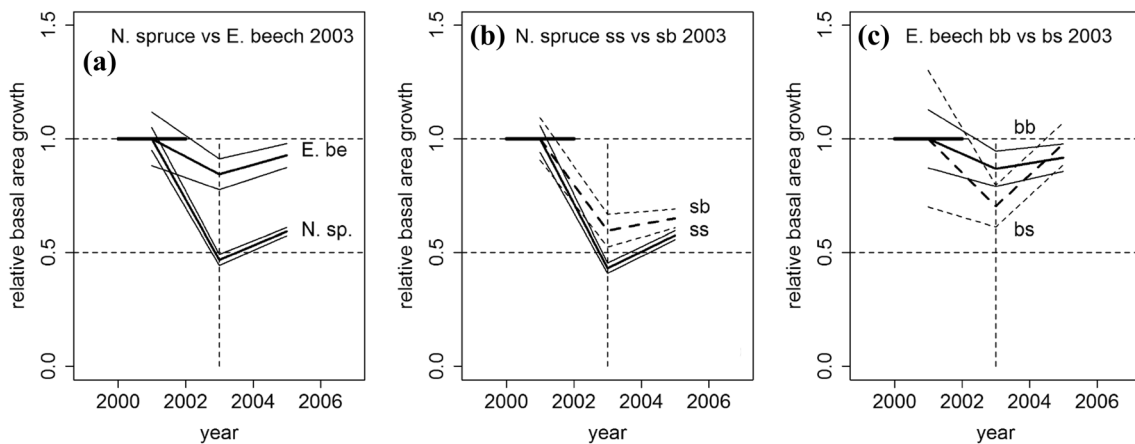 N. spruce vs E. beech 2003
(a)
relative basal area growth
0.0 0.5 1.0 1.5
E. be
N. sp.
2000 2002 2004 2006
year
N. spruce ss vs sb 2003
(b)
relative basal area growth
0.0 0.5 1.0 1.5
sb
ss
2000 2002 2004 2006
year
(c) E. beech bb vs bs 2003
relative basal area growth
0.0 0.5 1.0 1.5
bb
bs
2000 2002 2004 2006
year